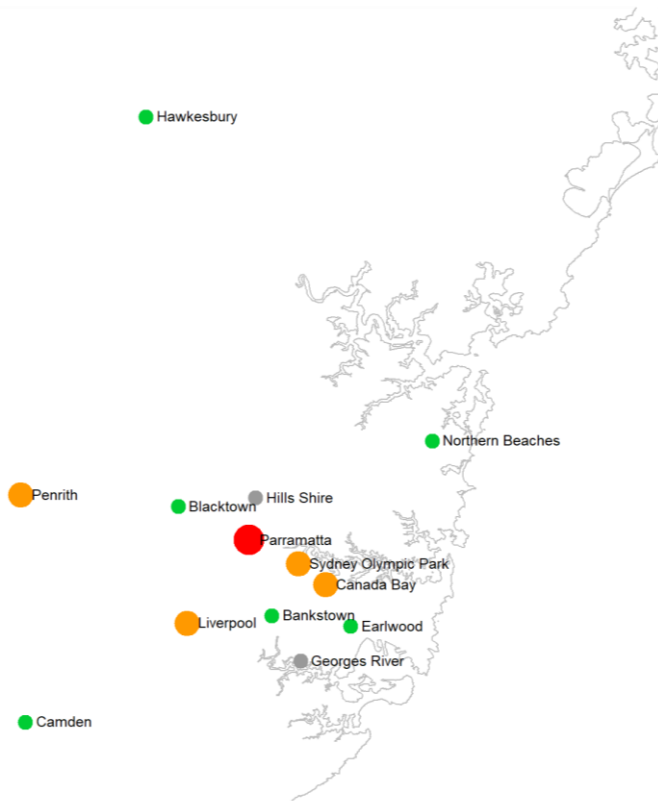 Hawkesbury
Northern Beaches
Penrith
Hills Shire
Blacktown
Parramatta
Sydney Olympic Park
Canada Bay
Bankstown
Liverpool
Earlwood
Georges River
Camden